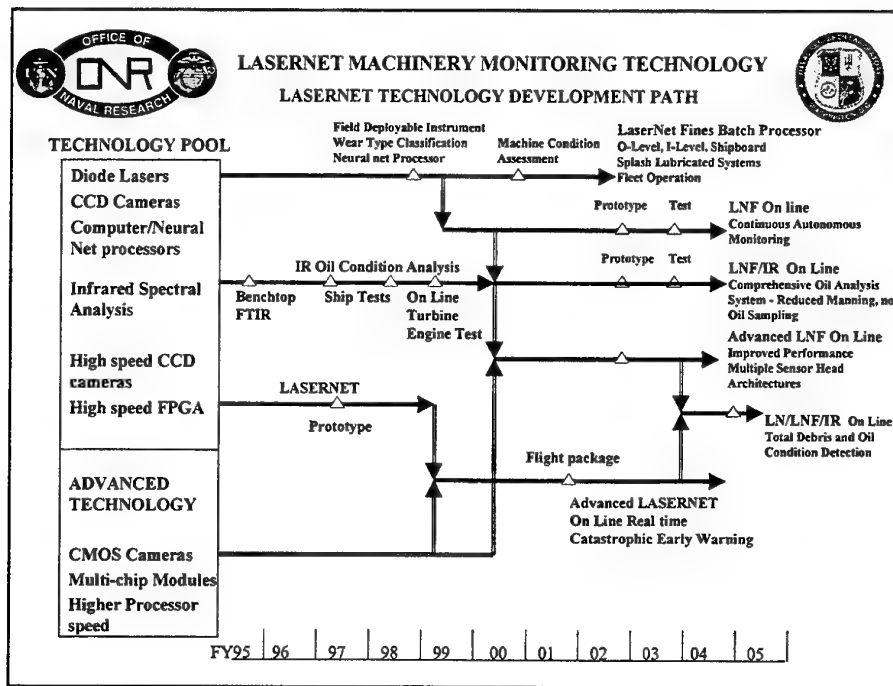 OFFICE OF
ONR
NAVAL RESEARCH
LASERNET MACHINERY MONITORING TECHNOLOGY
LASERNET TECHNOLOGY DEVELOPMENT PATH
TECHNOLOGY POOL
Diode Lasers
CCD Cameras
Computer/Neural
Net processors
Infrared Spectral
Analysis
High speed CCD
cameras
High speed FPGA
ADVANCED
TECHNOLOGY
CMOS Cameras
Multi-chip Modules
Higher Processor
speed
Field Deployable Instrument
Wear Type Classification
Neural net Processor
Machine Condition
Assessment
LaserNet Fines Batch Processor
O-Level, I-Level, Shipboard
Splash Lubricated Systems
Fleet Operation
Prototype
Test
LNF On line
Continuous Autonomous
Monitoring
IR Oil Condition Analysis
Benchtop
FTIR
Ship Tests
On Line
Turbine
Engine Test
Prototype
Test
LNF/IR On Line
Comprehensive Oil Analysis
System - Reduced Manning, no
Oil Sampling
Advanced LNF On Line
Improved Performance
Multiple Sensor Head
Architectures
LASERNET
Prototype
LN/LNF/IR On Line
Total Debris and Oil
Condition Detection
Flight package
Advanced LASERNET
On Line Real time
Catastrophic Early Warning
FY95 96 97 98 99 00 01 02 03 04 05